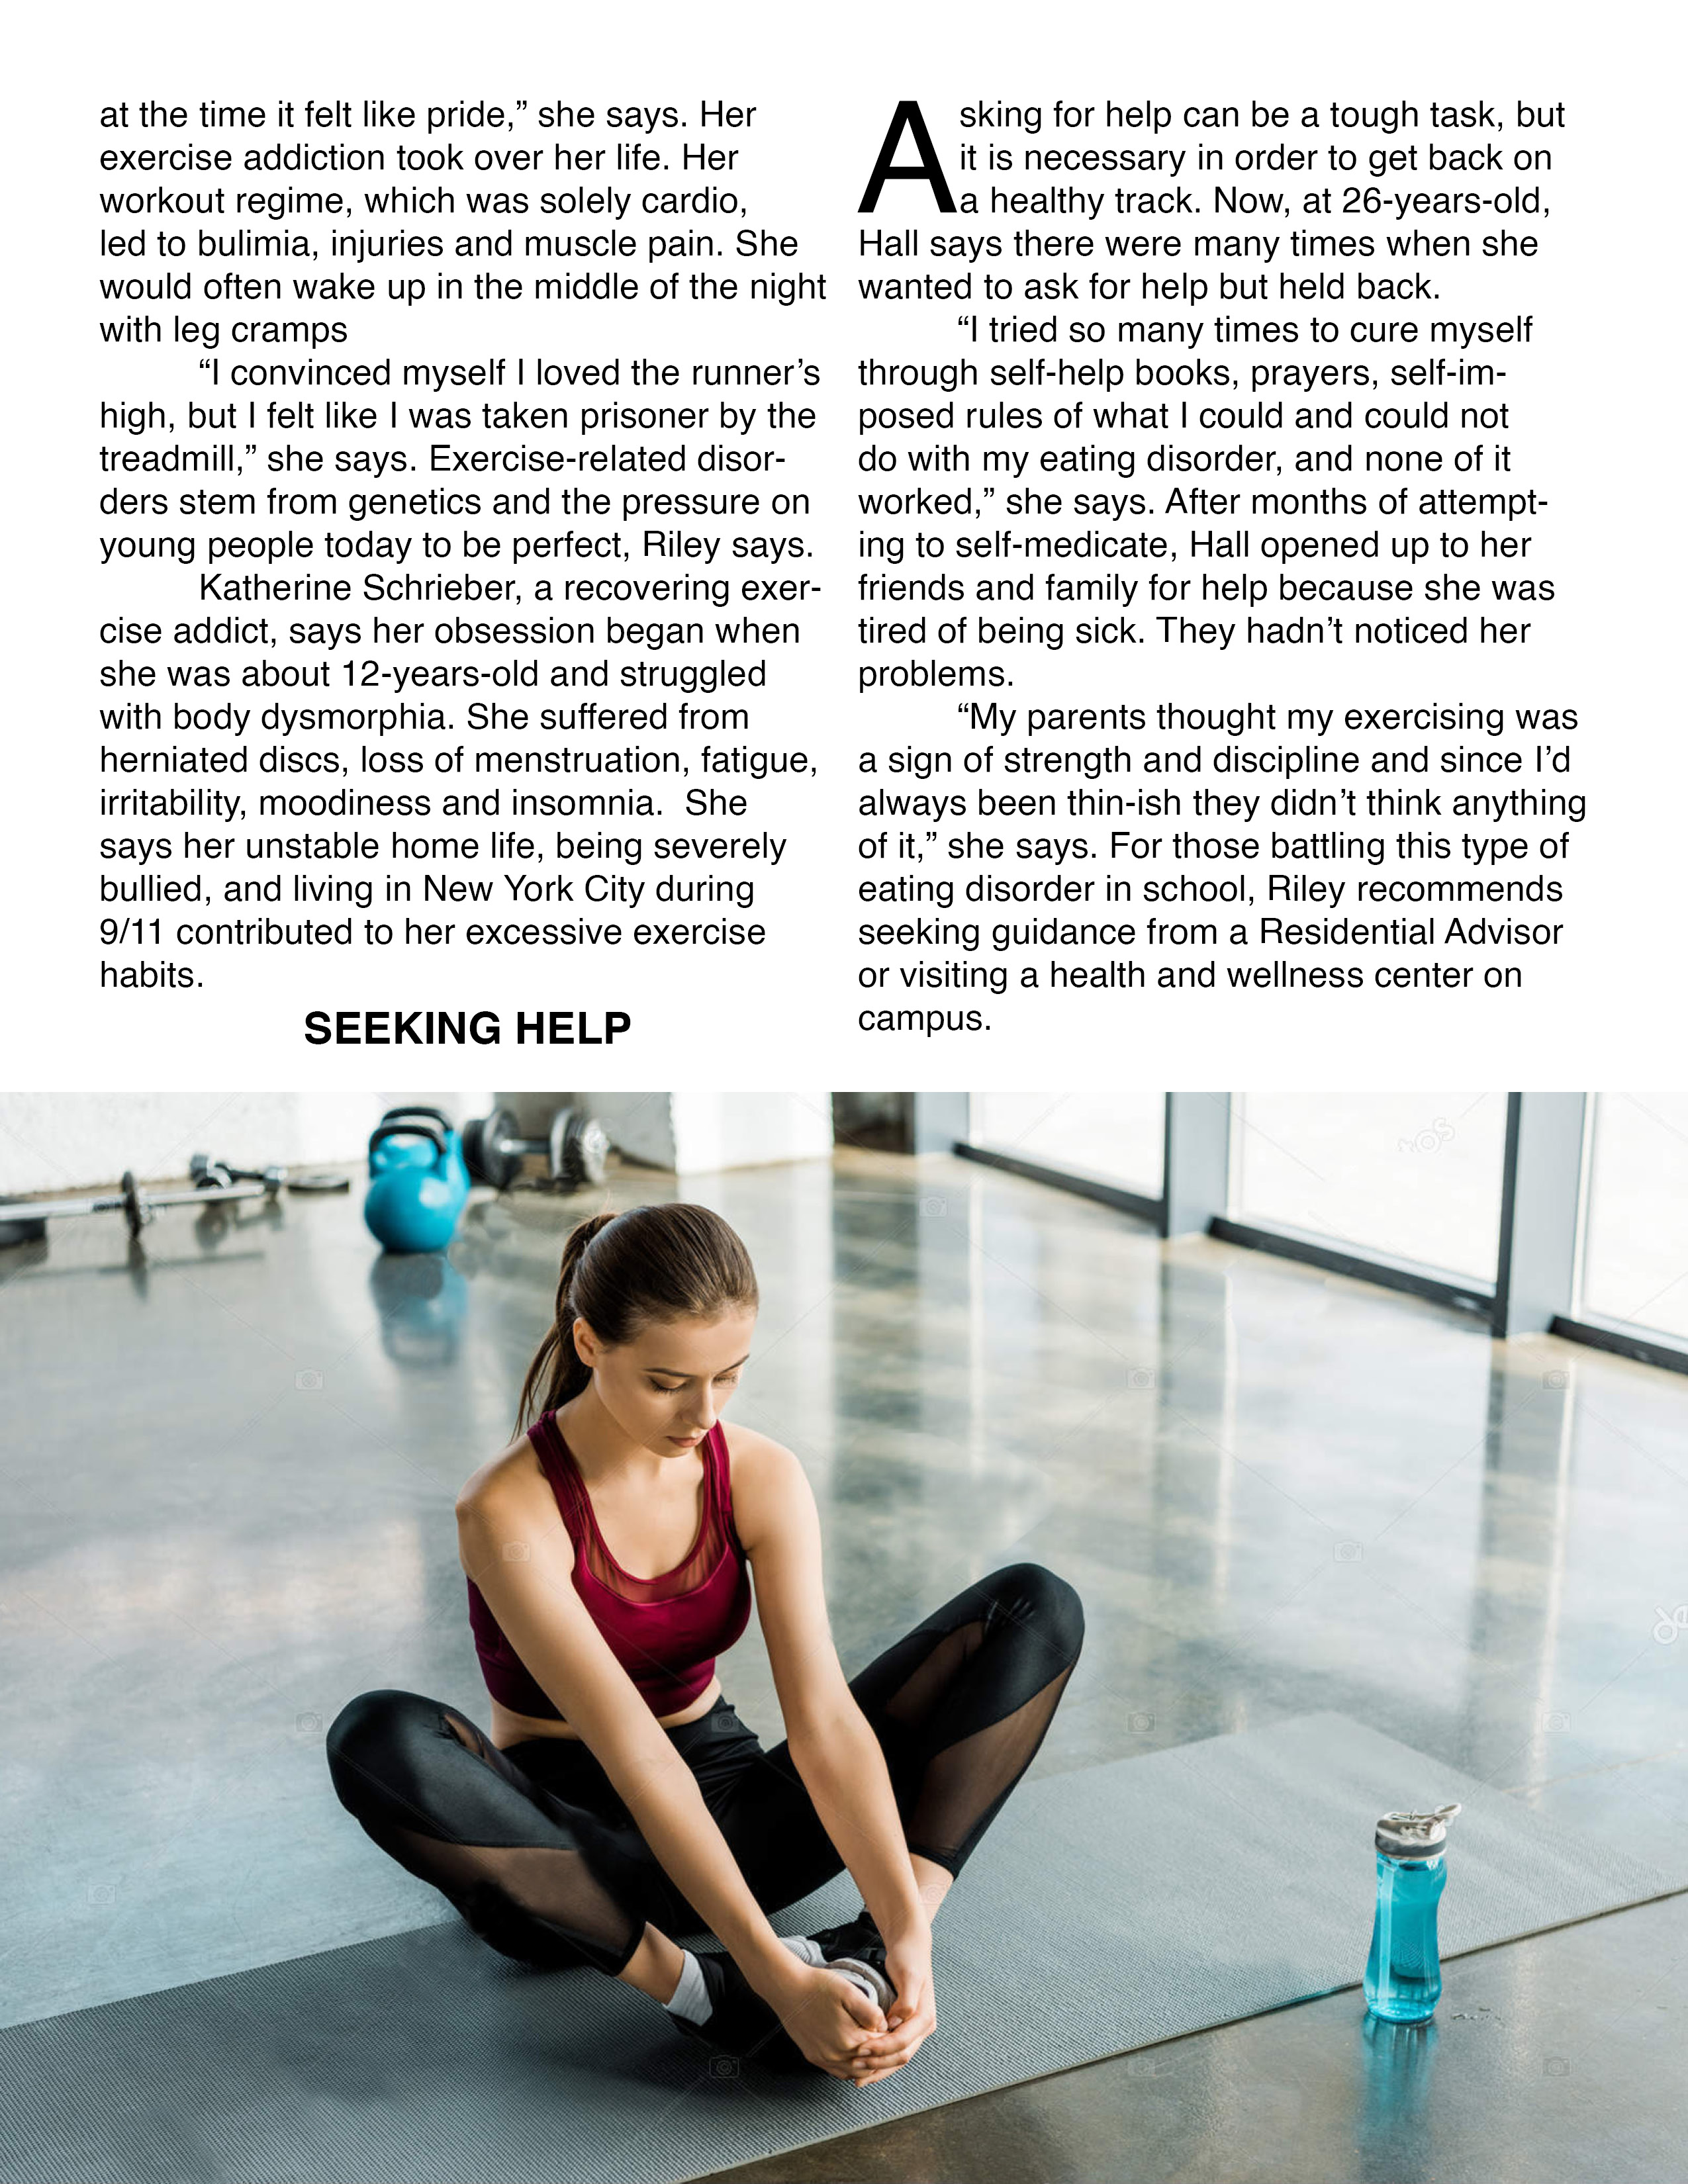 at the time it felt like pride,” she says. Her
exercise addiction took over her life. Her
workout regime, which was solely cardio,
led to bulimia, injuries and muscle pain. She
would often wake up in the middle of the night
with leg cramps
“I convinced myself I loved the runner’s
high, but I felt like I was taken prisoner by the
treadmill,” she says. Exercise-related disor-
ders stem from genetics and the pressure on
young people today to be perfect, Riley says.
Katherine Schrieber, a recovering exer-
cise addict, says her obsession began when
she was about 12-years-old and struggled
with body dysmorphia. She suffered from
herniated discs, loss of menstruation, fatigue,
irritability, moodiness and insomnia.  She
says her unstable home life, being severely
bullied, and living in New York City during
9/11 contributed to her excessive exercise
habits.
SEEKING HELP
Asking for help can be a tough task, but
it is necessary in order to get back on
a healthy track. Now, at 26-years-old,
Hall says there were many times when she
wanted to ask for help but held back.
“I tried so many times to cure myself
through self-help books, prayers, self-im-
posed rules of what I could and could not
do with my eating disorder, and none of it
worked,” she says. After months of attempt-
ing to self-medicate, Hall opened up to her
friends and family for help because she was
tired of being sick. They hadn’t noticed her
problems.
“My parents thought my exercising was
a sign of strength and discipline and since I’d
always been thin-ish they didn’t think anything
of it,” she says. For those battling this type of
eating disorder in school, Riley recommends
seeking guidance from a Residential Advisor
or visiting a health and wellness center on
campus.